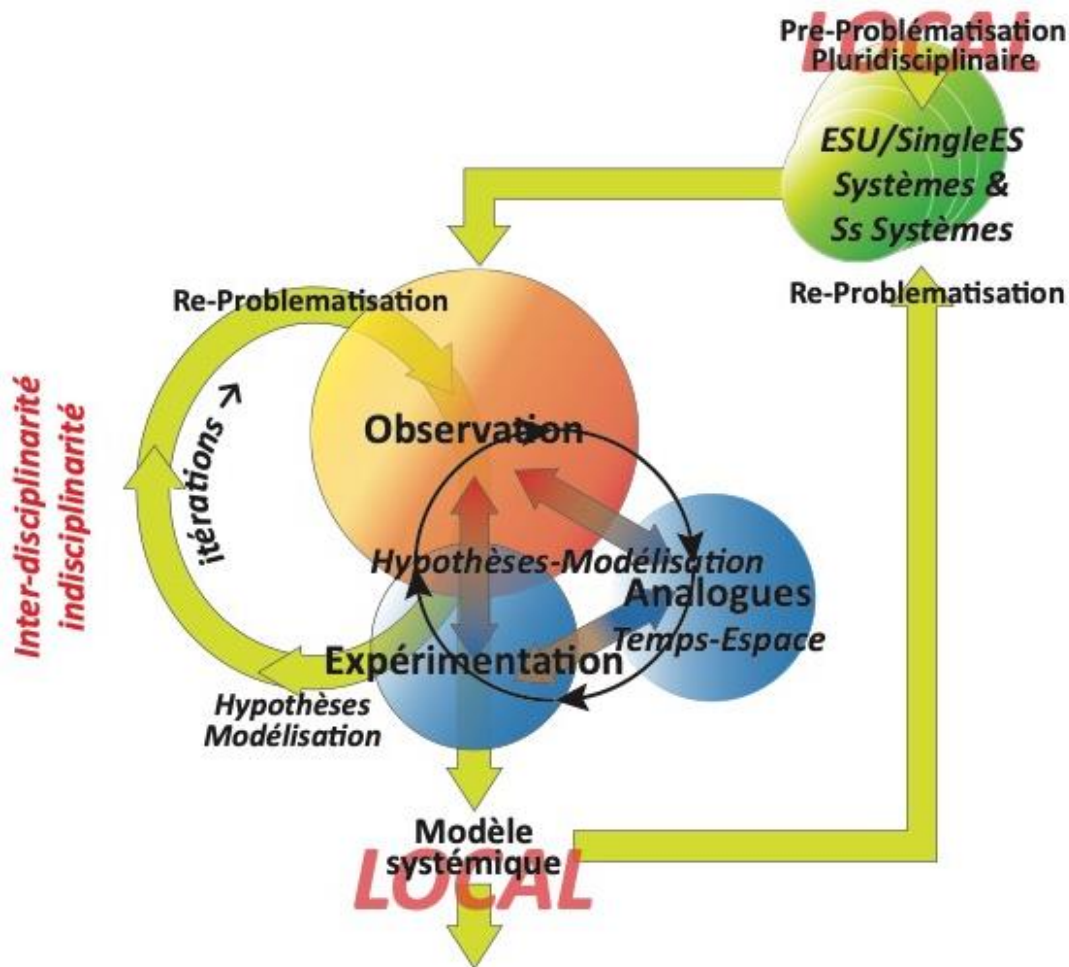 Pre-Problématisation
LOCAL
Pluridisciplinaire
ESU/SingleES
Systèmes &
Ss Systèmes
Re-Problematisation
Re-Problematisation
itérations
Inter-disciplinarité
indisciplinarité
Observation
Hypothèses-Modélisation
Analogues
Temps-Espace
Expérimentation
Hypothèses
Modélisation
Modèle
systémique
LOCAL